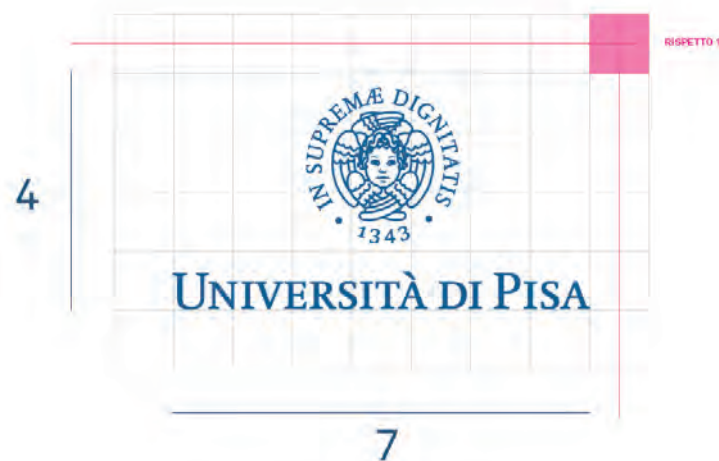 RISPETTO 1
IN SUPREMÆ DIGNITATIS
· 1343 ·
4
UNIVERSITÀ DI PISA
7